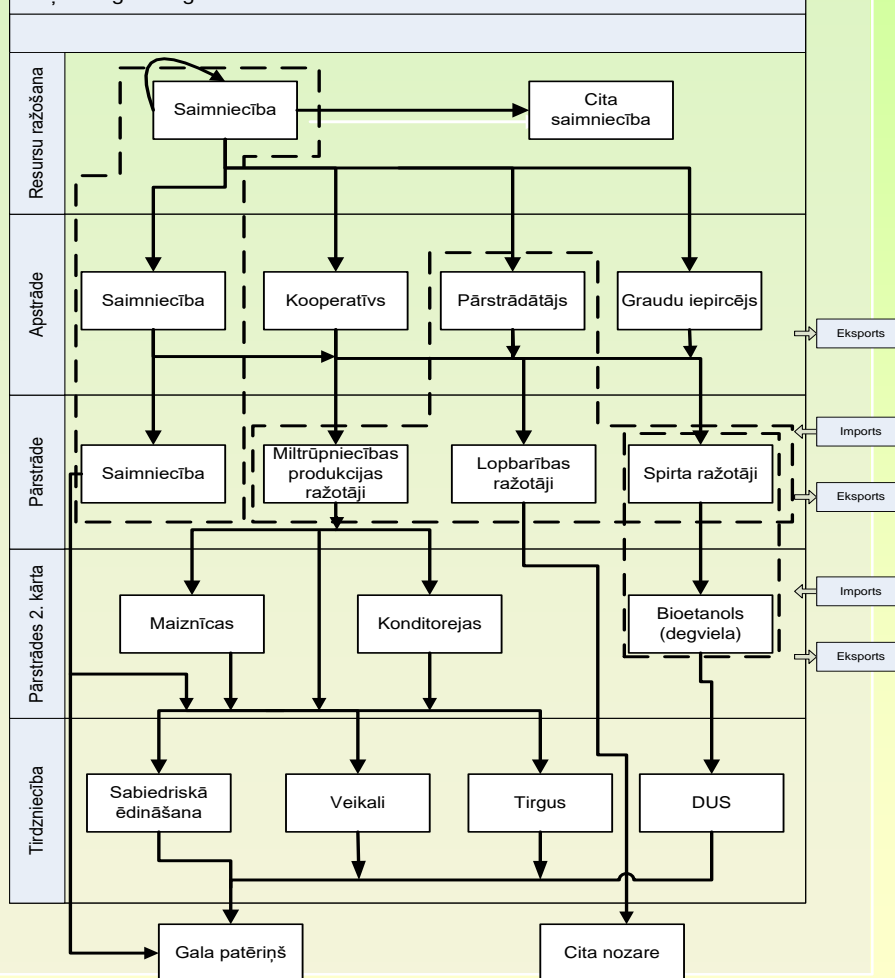 Resursu ražošana
Saimniecība
Cita
saimniecība
Apstrāde
Saimniecība
Kooperatīvs
Pārstrādātājs
Graudu iepircējs
Eksports
Pārstrāde
Saimniecība
Miltrūpniecības
produkcijas
ražotāji
Lopbarības
ražotāji
Spirta ražotāji
Imports
Eksports
Pārstrādes 2. kārta
Maiznīcas
Konditorejas
Bioetanols
(degviela)
Imports
Eksports
Tirdzniecība
Sabiedriskā
ēdināšana
Veikali
Tirgus
DUS
Gala patēriņš
Cita nozare